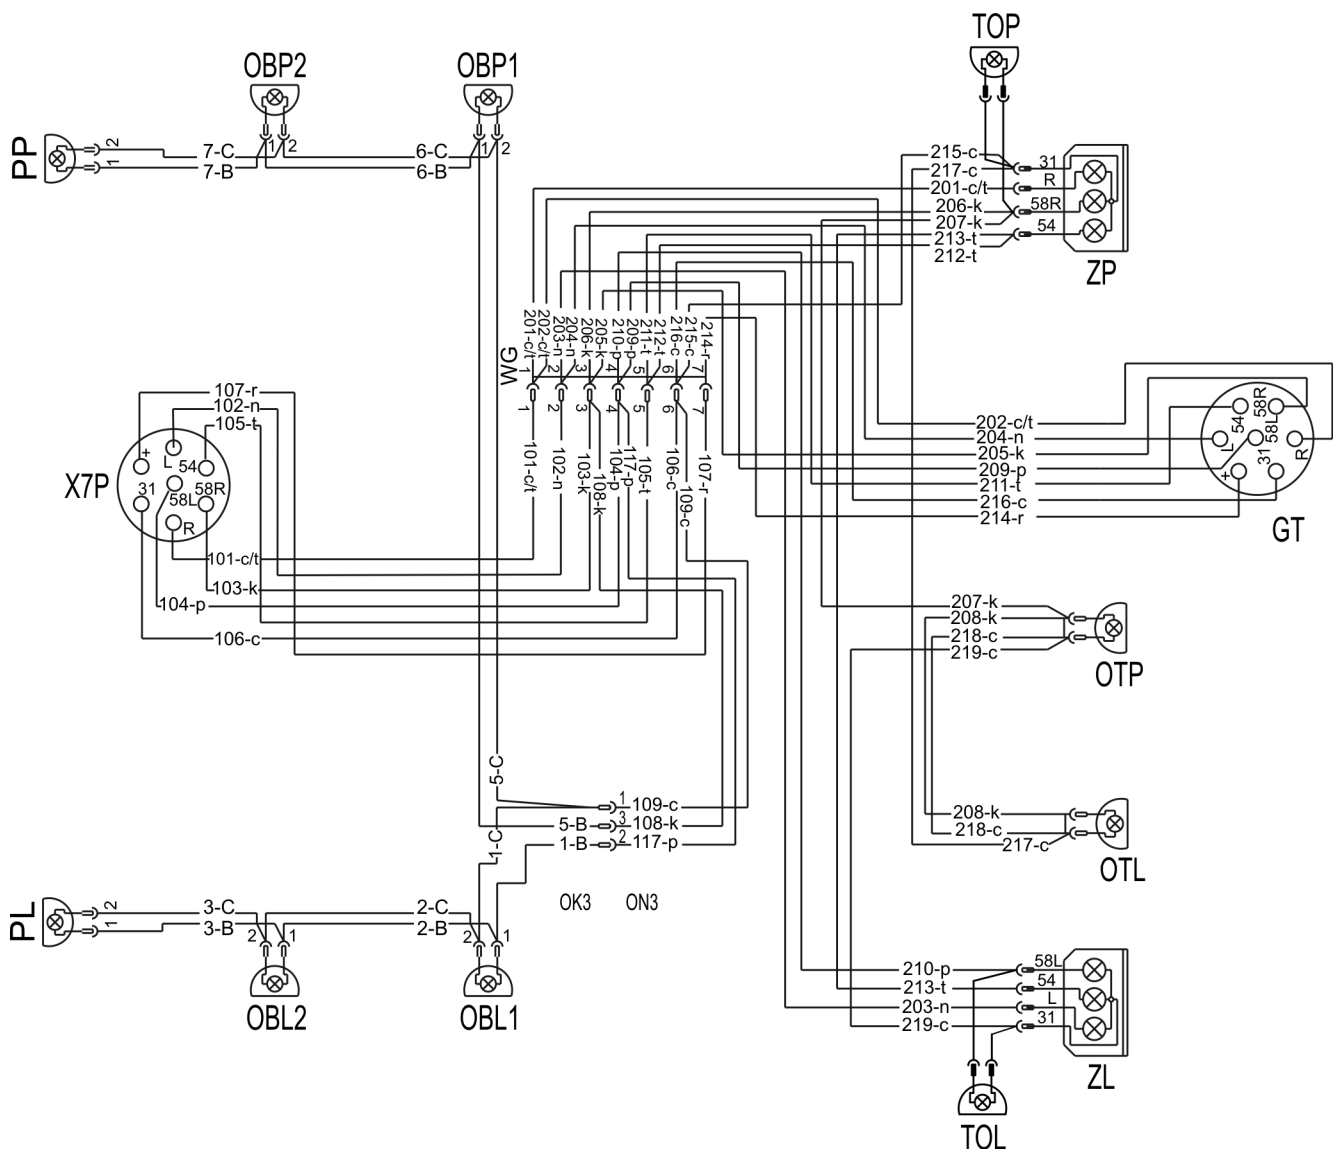 TOP
OBP2
OBP1
PP
2
1
7-C
7-B
1
2
6-C
6-B
1
2
215-c
217-c
201-c/t
206-k
207-k
213-t
212-t
31
R
58R
54
ZP
WG
201-c/t
202-c/t
203-n
204-n
206-k
205-k
210-p
209-p
211-t
212-t
216-c
215-c
214-r
1
2
3
4
5
6
7
1
2
3
4
5
6
7
101-c/t
102-n
103-k
108-k
104-p
117-p
105-t
106-c
109-c
107-r
107-r
102-n
105-t
X7P
+
L
54
31
58L
58R
R
101-c/t
103-k
104-p
106-c
202-c/t
204-n
205-k
209-p
211-t
216-c
214-r
54
58R
L
58L
R
+
31
GT
207-k
208-k
218-c
219-c
OTP
5-C
1-C
5-B
1-B
1
3
2
109-c
108-k
117-p
OK3
ON3
208-k
218-c
217-c
OTL
PL
2
1
3-C
3-B
2
1
2-C
2-B
2
1
OBL2
OBL1
210-p
213-t
203-n
219-c
58L
54
L
31
ZL
TOL